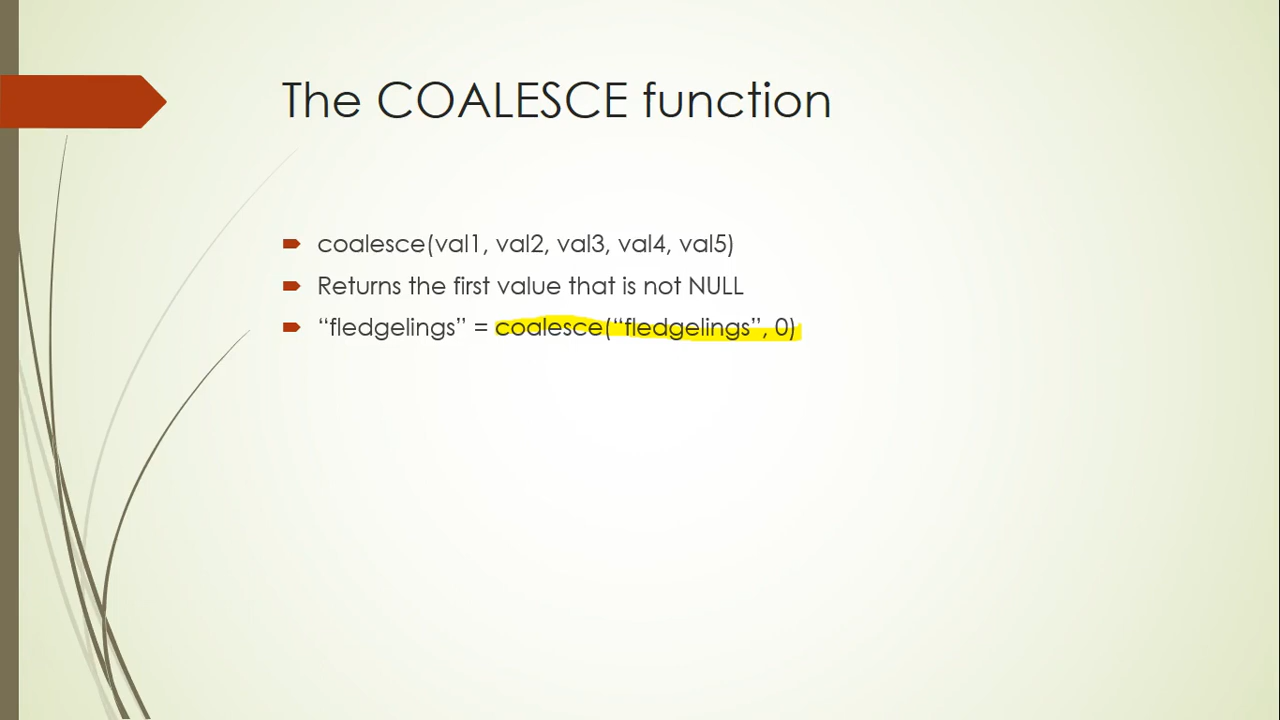 The COALESCE function
coalesce(val1, val2, val3, val4, val5)
Returns the first value that is not NULL
“fledgelings” = coalesce(“fledgelings”, 0)